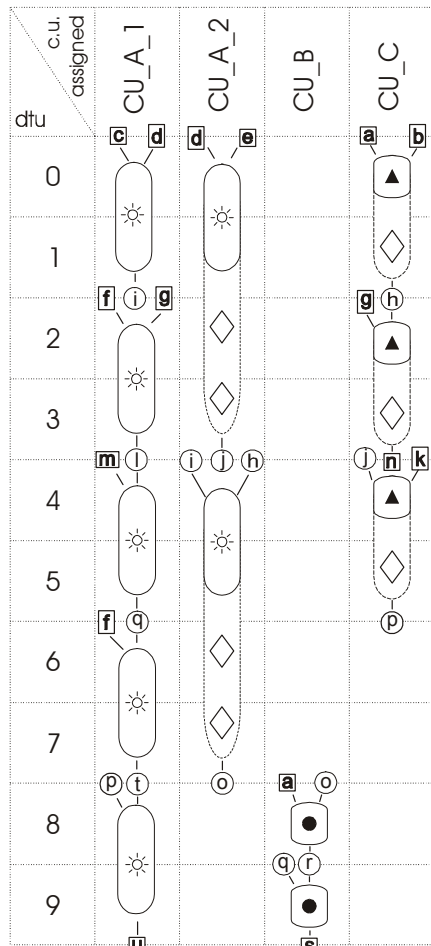 c.u.
assigned
dtu
CU_A_1
CU_A_2
CU_B
CU_C
c d d e a b
0
1
f g i g h
2
3
m l i j h j n k
4
5
f q p
6
7
p t o a o
8
q r
9
u s